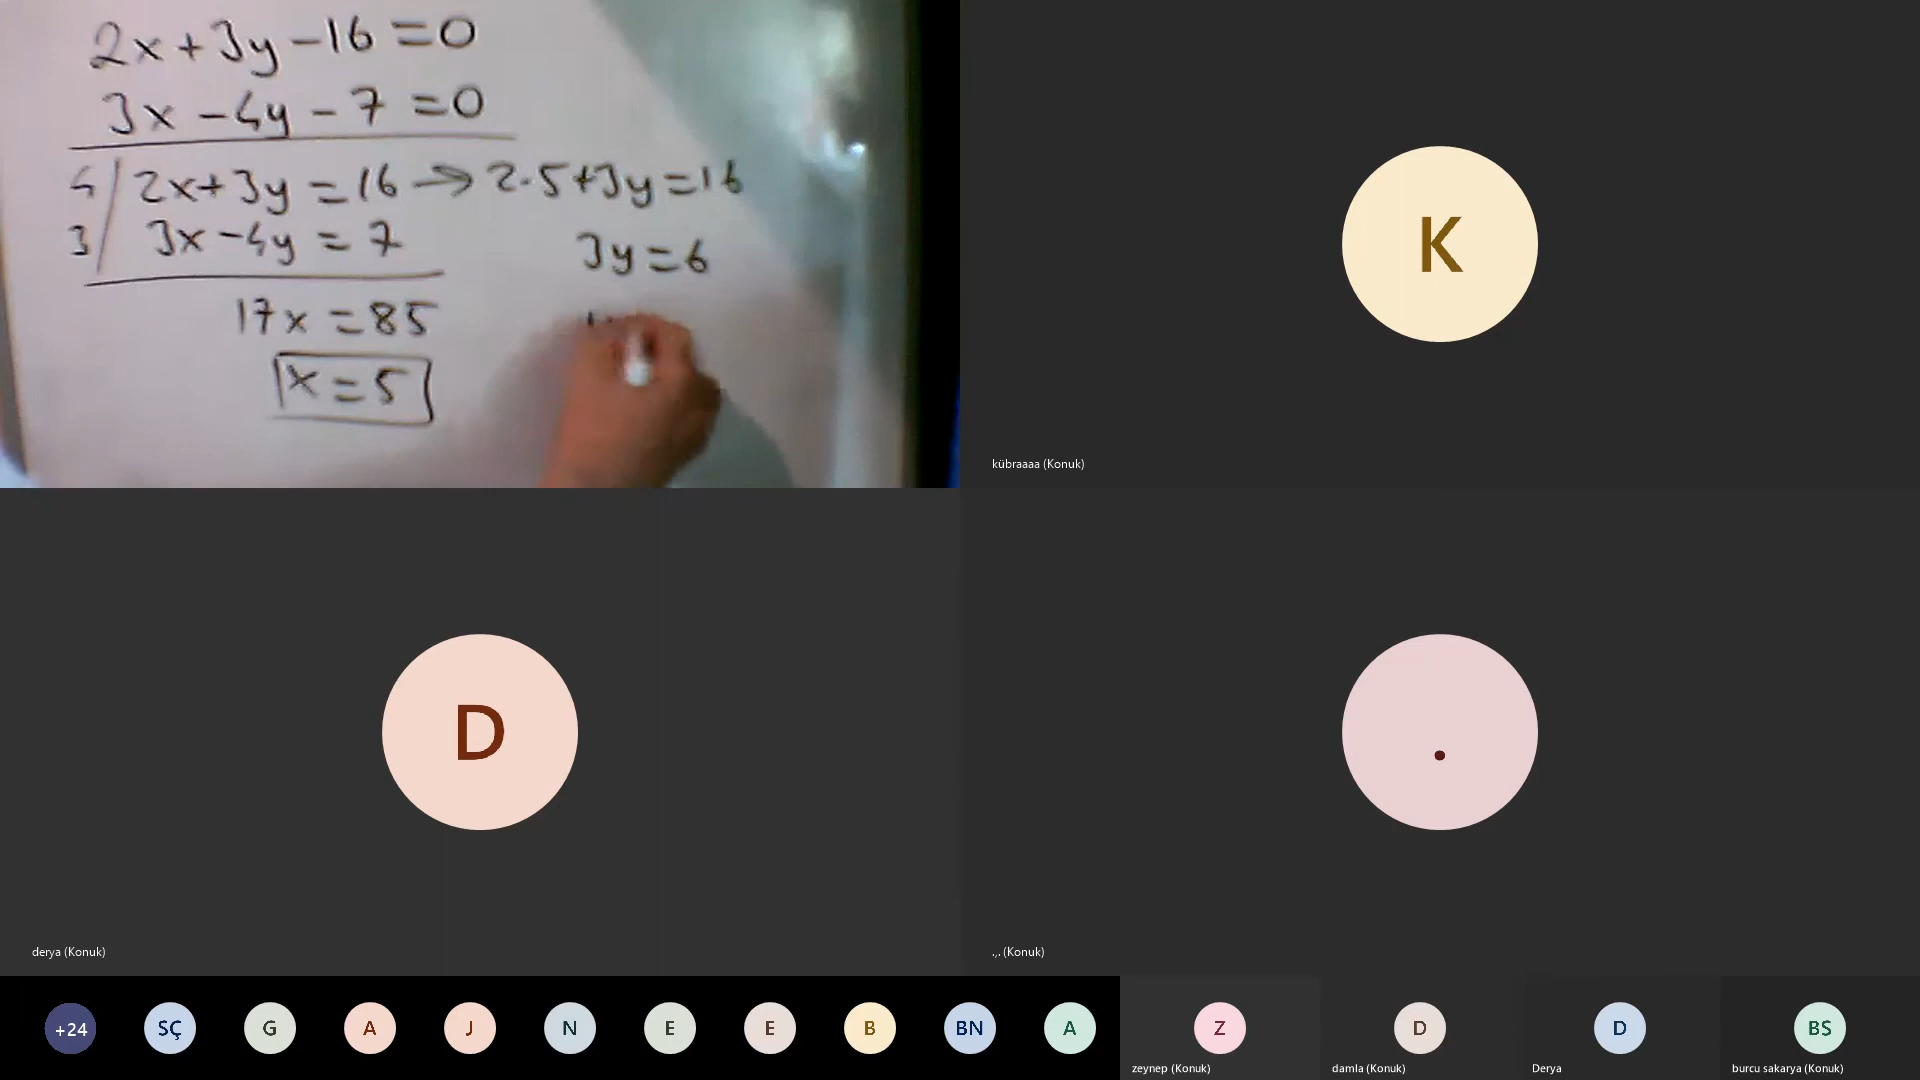 2x+3y-16=0
3x-4y-7=0
4/ 2x+3y=16 → 2.5+3y=16
3/ 3x-4y=7
3y=6
17x=85
x=5
K
kübraaaa (Konuk)
D
.
derya (Konuk)
.,. (Konuk)
+24 SÇ G A J N E E B BN A Z D D BS
zeynep (Konuk) damla (Konuk) Derya burcu sakarya (Konuk)